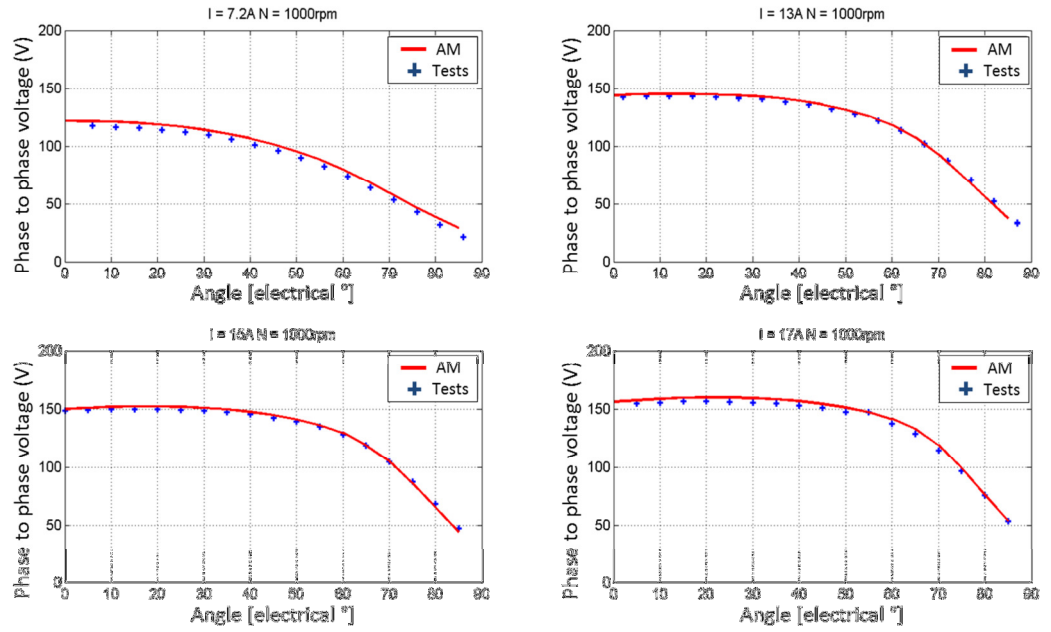 I = 7.2A N = 1000rpm
Phase to phase voltage (V)
200
150
100
50
0
AM
Tests
0 10 20 30 40 50 60 70 80 90
Angle [electrical °]
I = 13A N = 1000rpm
Phase to phase voltage (V)
200
150
100
50
0
AM
Tests
0 10 20 30 40 50 60 70 80 90
Angle [electrical °]
I = 15A N = 1000rpm
Phase to phase voltage (V)
200
150
100
50
0
AM
Tests
0 10 20 30 40 50 60 70 80 90
Angle [electrical °]
I = 17A N = 1000rpm
Phase to phase voltage (V)
200
150
100
50
0
AM
Tests
0 10 20 30 40 50 60 70 80 90
Angle [electrical °]